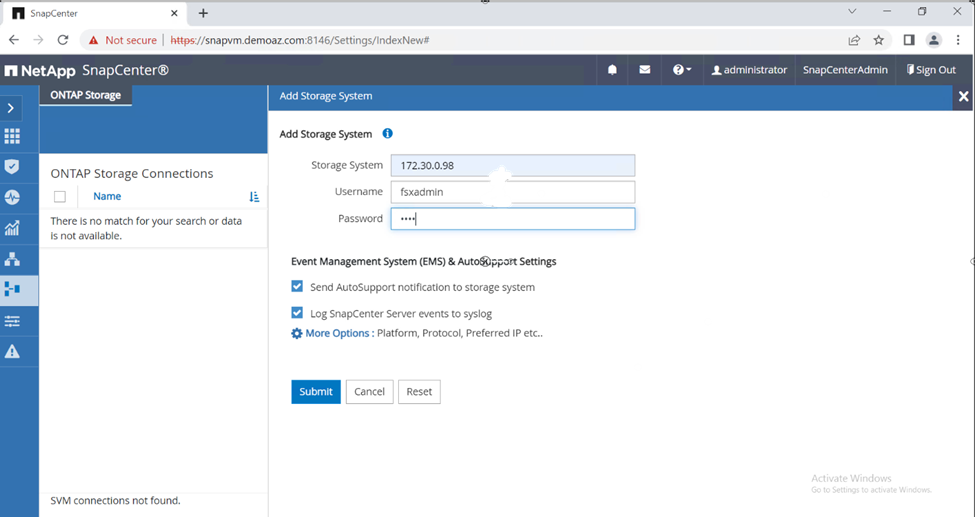 SnapCenter
Not secure | https://snapvm.demoaz.com:8146/Settings/IndexNew#
NetApp SnapCenter®
administrator SnapCenterAdmin Sign Out
ONTAP Storage
Add Storage System
ONTAP Storage Connections
Name
There is no match for your search or data
is not available.
SVM connections not found.
Add Storage System
Storage System 172.30.0.98
Username fsxadmin
Password ••••
Event Management System (EMS) & AutoSupport Settings
Send AutoSupport notification to storage system
Log SnapCenter Server events to syslog
More Options : Platform, Protocol, Preferred IP etc..
Submit Cancel Reset
Activate Windows
Go to Settings to activate Windows.